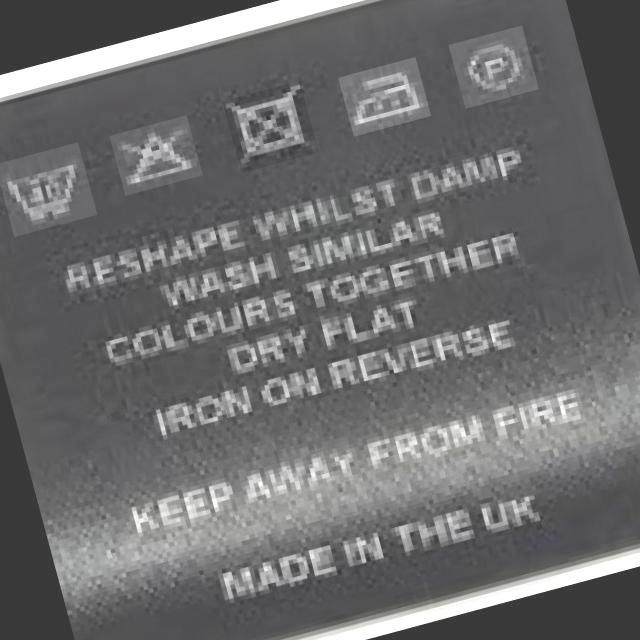 RESHAPE WHILST DAMP
WASH SIMILAR
COLOURS TOGETHER
DRY FLAT
IRON ON REVERSE
KEEP AWAY FROM FIRE
MADE IN THE UK